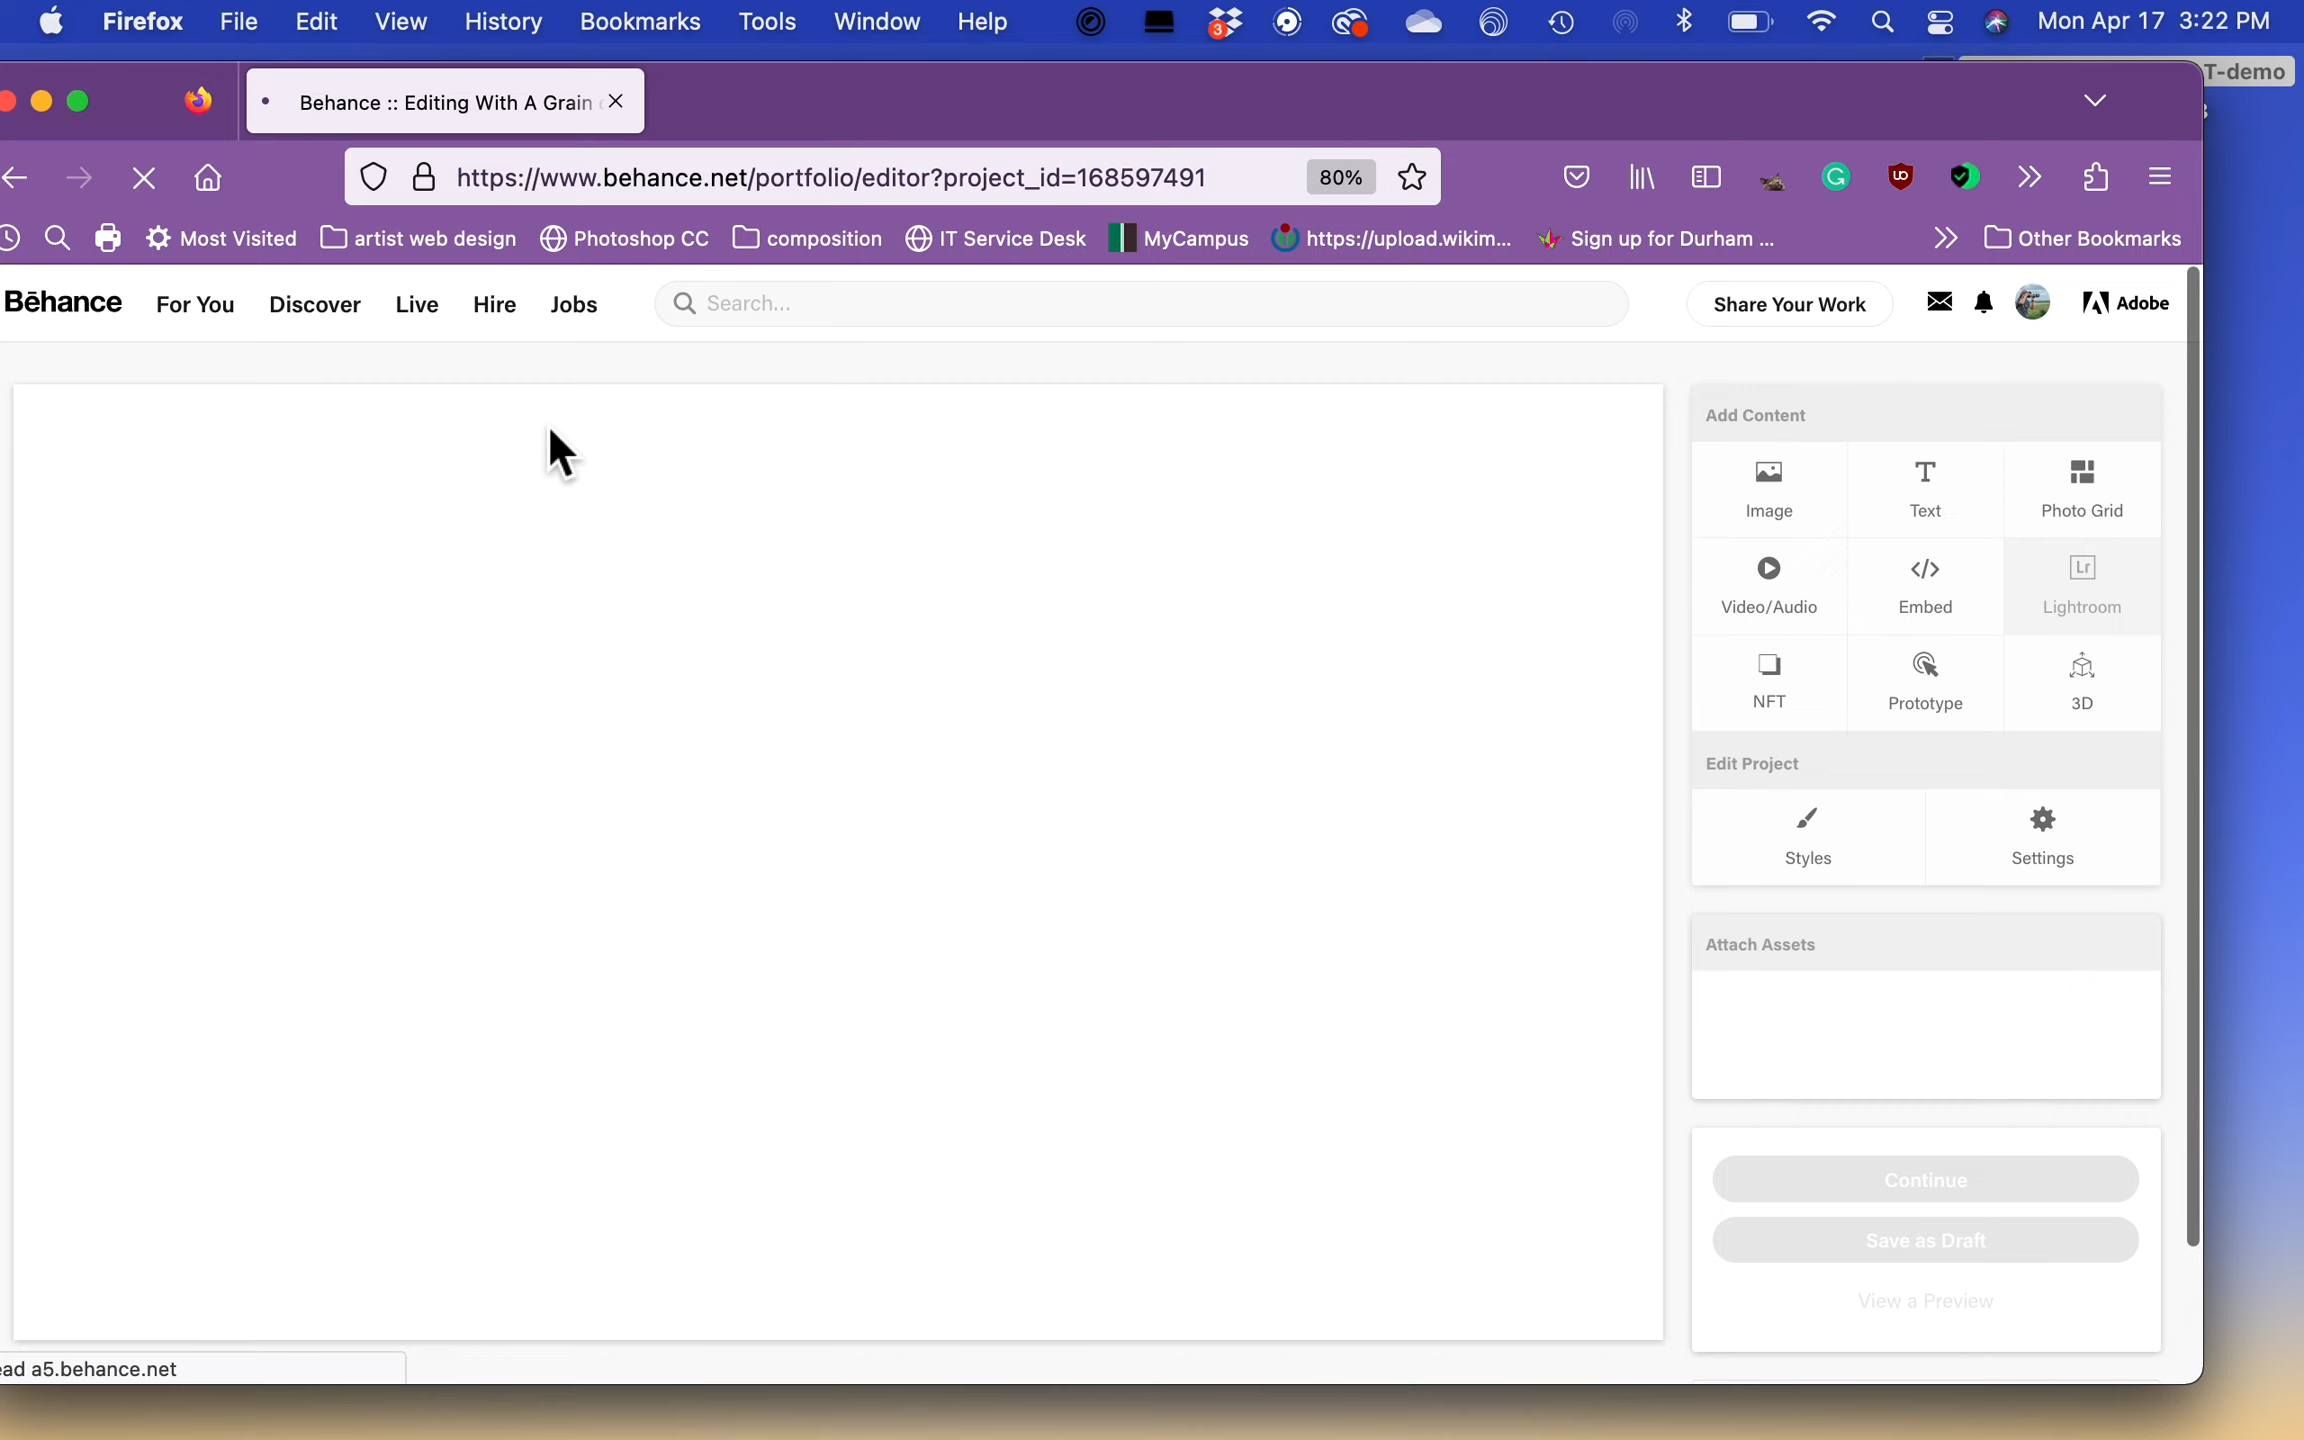 Firefox File Edit View History Bookmarks Tools Window Help 3 Mon Apr 17 3:22 PM
T-demo
Behance :: Editing With A Grain
https://www.behance.net/portfolio/editor?project_id=168597491 80%
Most Visited artist web design Photoshop CC composition IT Service Desk MyCampus https://upload.wikim... Sign up for Durham ... Other Bookmarks
Bēhance For You Discover Live Hire Jobs Search... Share Your Work Adobe
Add Content
Image Text Photo Grid
Lr
Video/Audio Embed Lightroom
NFT Prototype 3D
Edit Project
Styles Settings
Attach Assets
Continue
Save as Draft
View a Preview
ead a5.behance.net